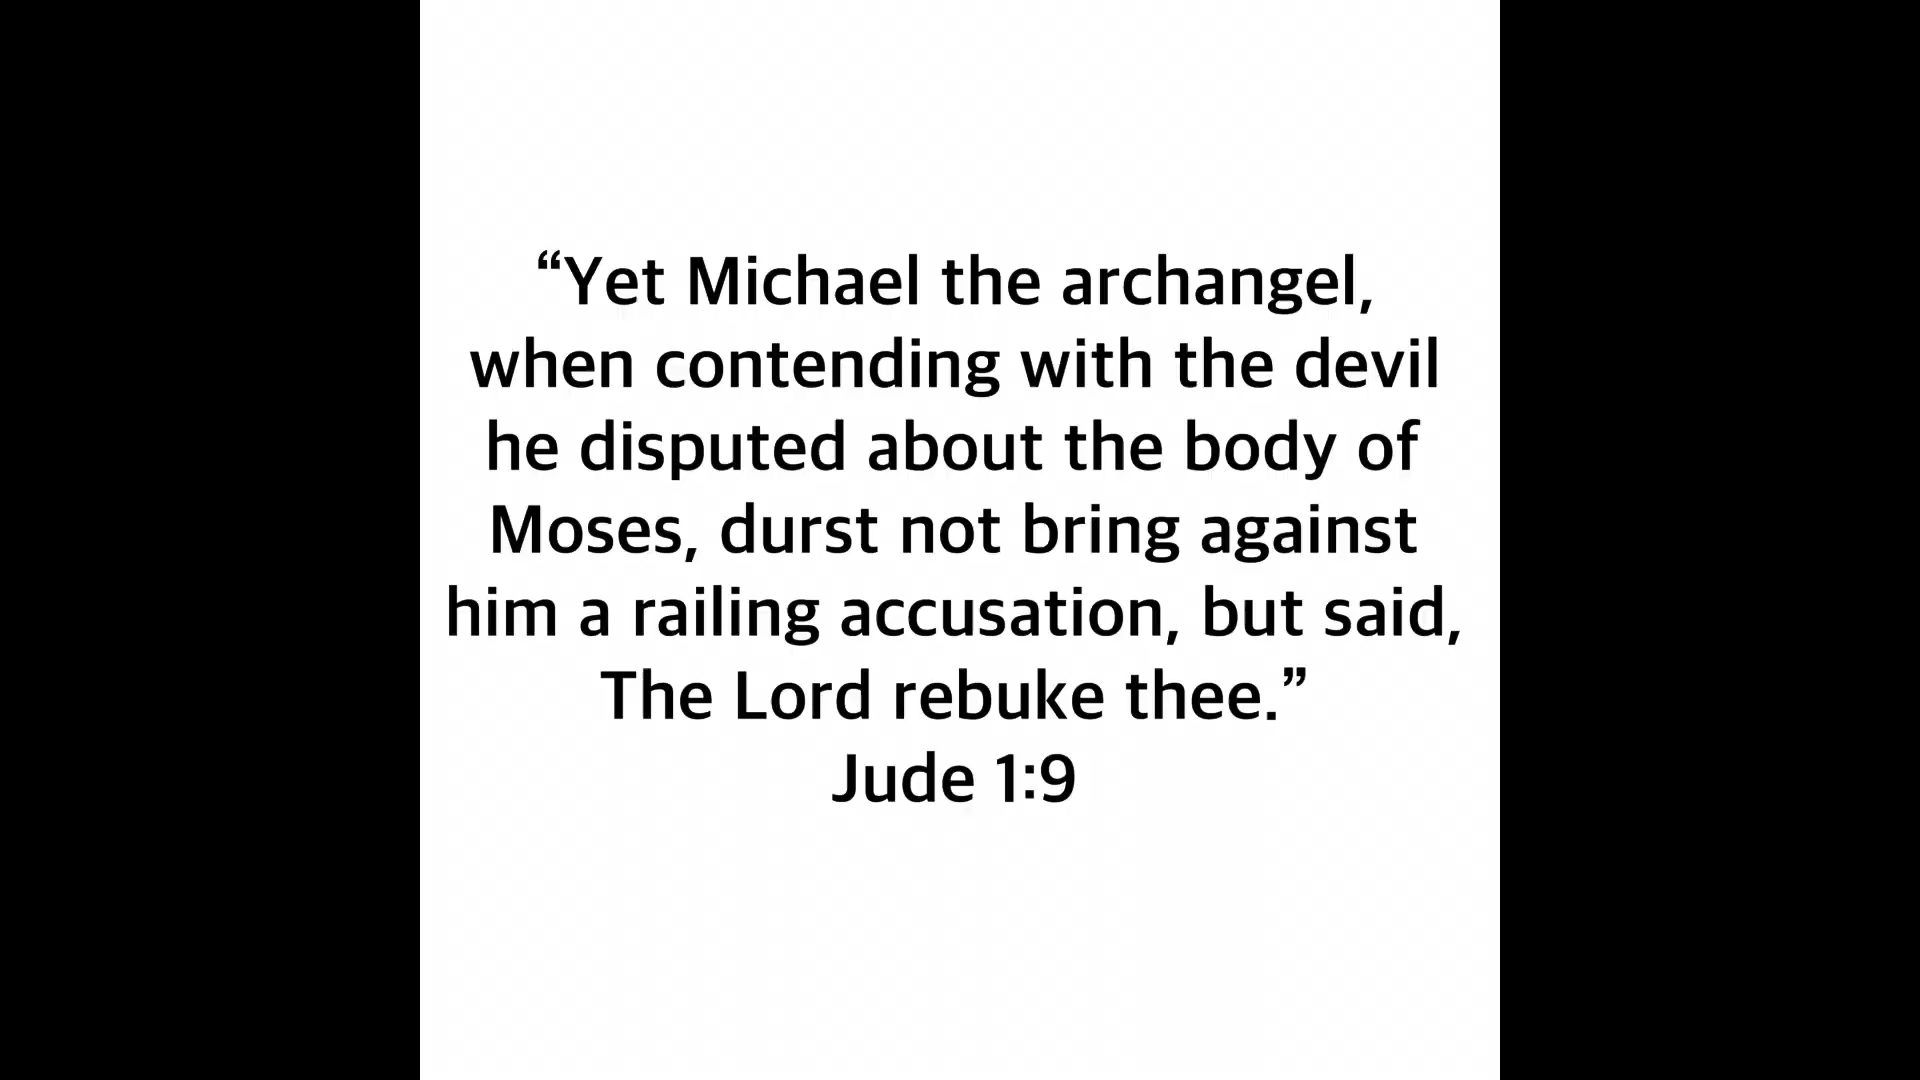 “Yet Michael the archangel,
when contending with the devil
he disputed about the body of
Moses, durst not bring against
him a railing accusation, but said,
The Lord rebuke thee.”
Jude 1:9